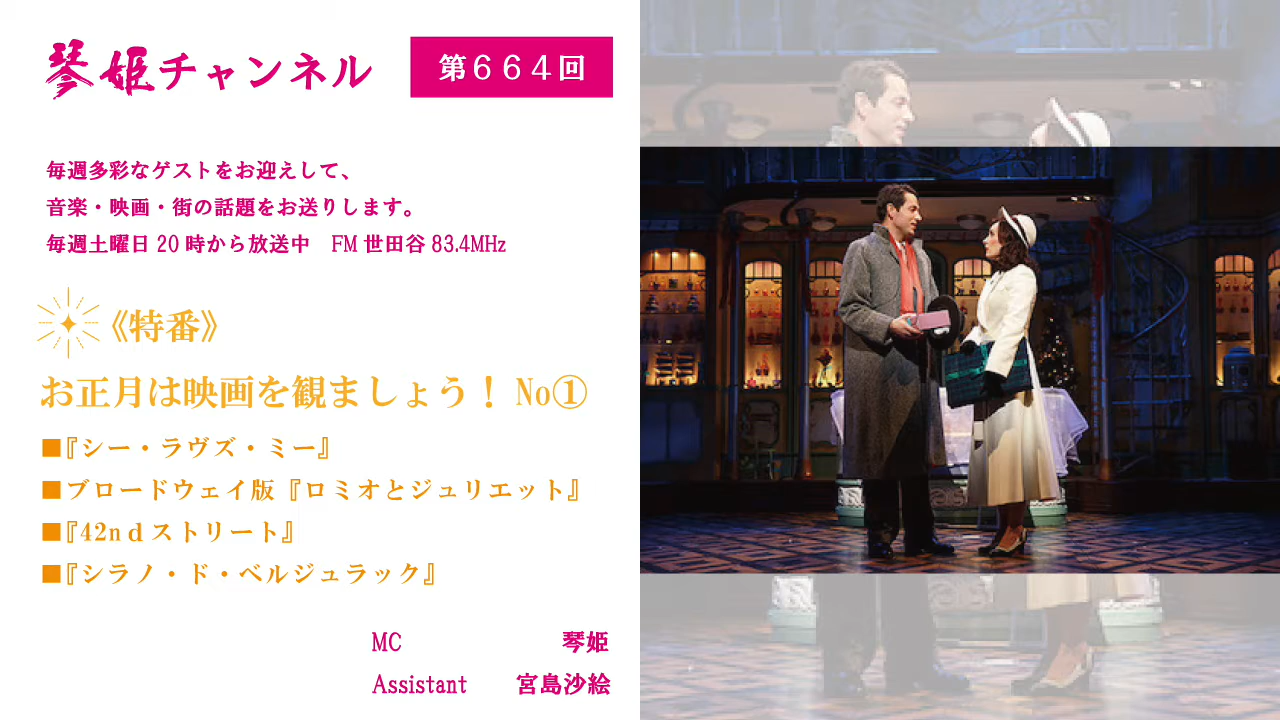 琴姫チャンネル
第６６４回
毎週多彩なゲストをお迎えして、
音楽・映画・街の話題をお送りします。
毎週土曜日 20 時から放送中　FM 世田谷 83.4MHz
《特番》
お正月は映画を観ましょう！ No①
■『シー・ラヴズ・ミー』
■ブロードウェイ版『ロミオとジュリエット』
■『42nｄストリート』
■『シラノ・ド・ベルジュラック』
MC　琴姫
Assistant　宮島沙絵